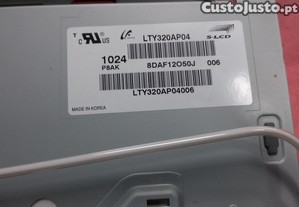 CustoJusto.pt
LTY320AP04
S-LCD
1024
P8AK
8DAF12O50J 006
LTY320AP04006
MADE IN KOREA